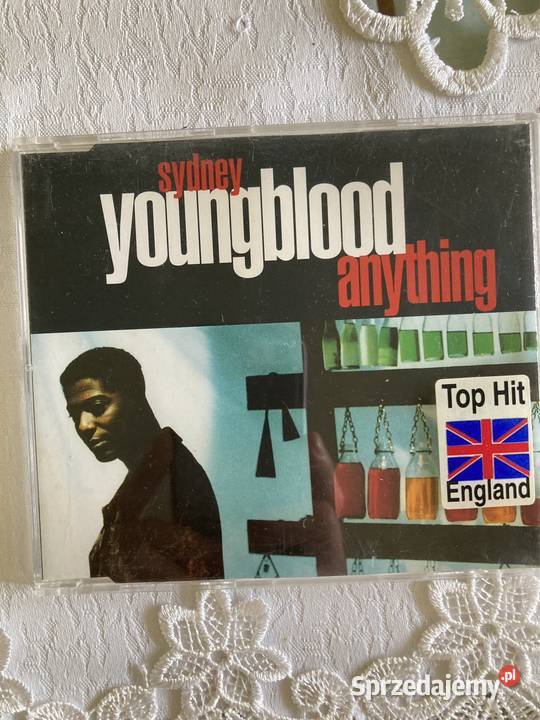 sydney
youngblood
anything
Top Hit
England
Sprzedajemy.pl